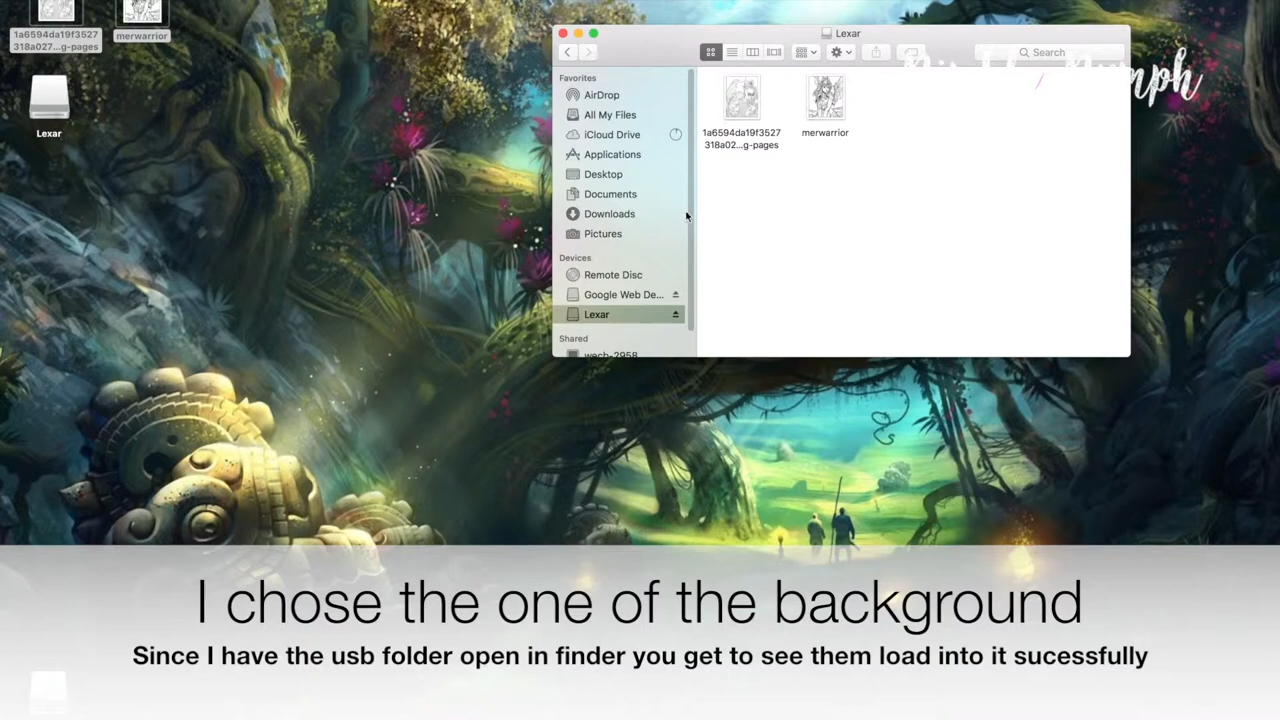 1a6594da19f3527
318a027...g-pages
merwarrior
Lexar
Lexar
Search
Favorites
AirDrop
All My Files
iCloud Drive
Applications
Desktop
Documents
Downloads
Pictures
Devices
Remote Disc
Google Web De...
Lexar
Shared
wech-2958
1a6594da19f3527
318a02...g-pages
merwarrior
I chose the one of the background
Since I have the usb folder open in finder you get to see them load into it sucessfully